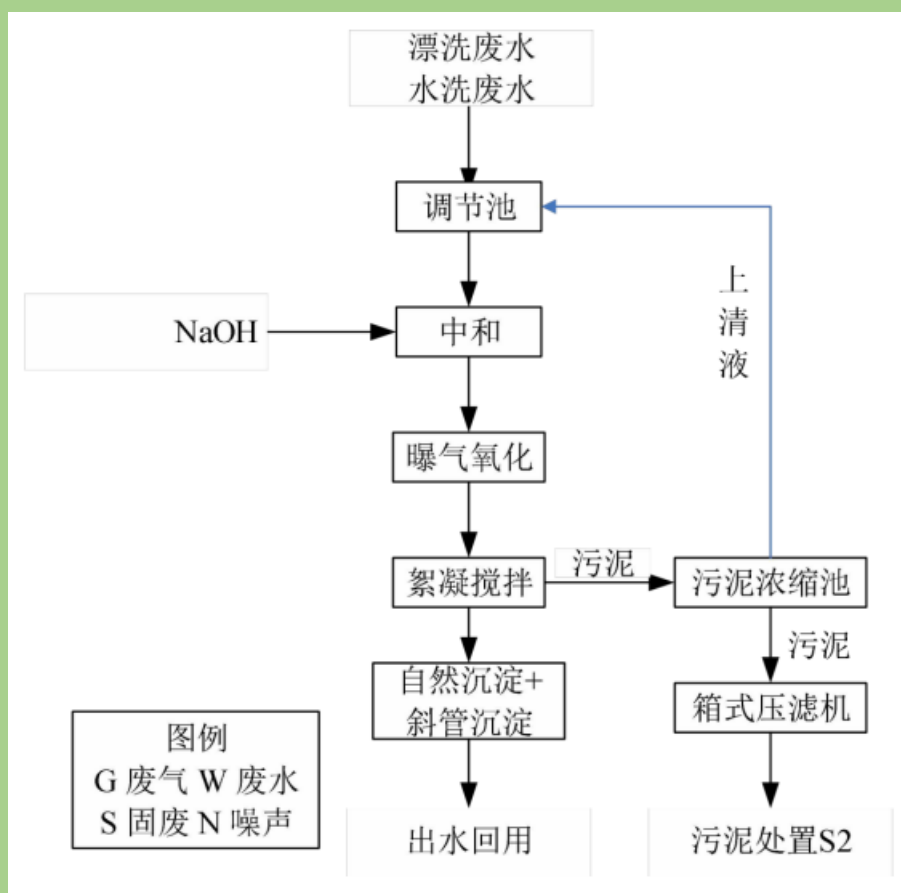 漂洗废水
水洗废水
调节池
NaOH
中和
上
清
液
曝气氧化
絮凝搅拌
污泥
污泥浓缩池
污泥
自然沉淀+
斜管沉淀
箱式压滤机
图例
G 废气 W 废水
S 固废 N 噪声
出水回用
污泥处置S2